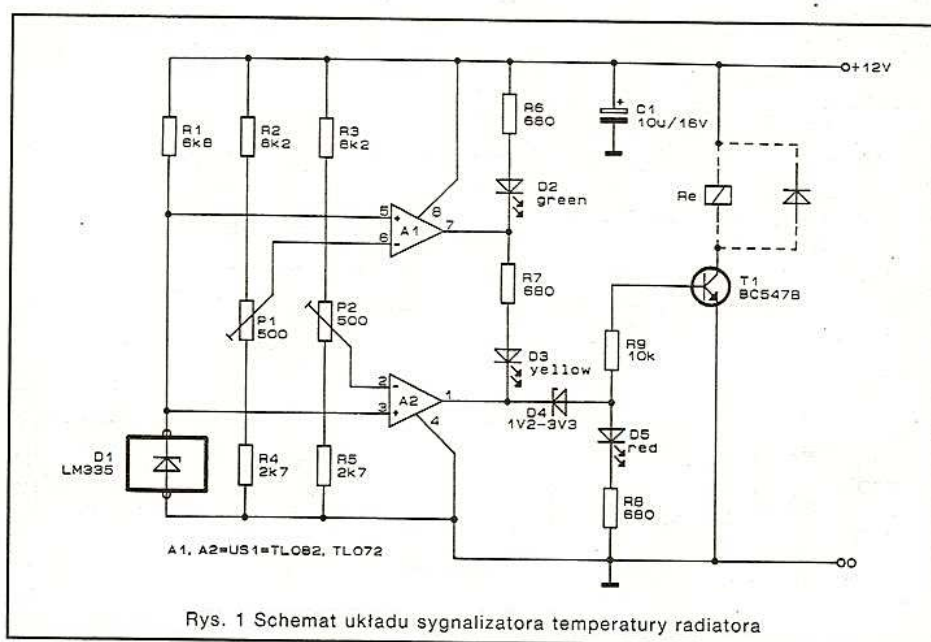 +12V
R1
6k8
R2
8k2
R3
8k2
R6
680
C1
+
10u/16V
D2
green
Re
5
+
6
-
A1
8
7
R7
680
T1
BC547B
P1
500
P2
500
R9
10k
D3
yellow
2
-
3
+
A2
1
4
D4
1V2-3V3
D5
red
D1
LM335
R4
2k7
R5
2k7
R8
680
A1, A2=US1=TL082, TL072
Rys. 1 Schemat układu sygnalizatora temperatury radiatora